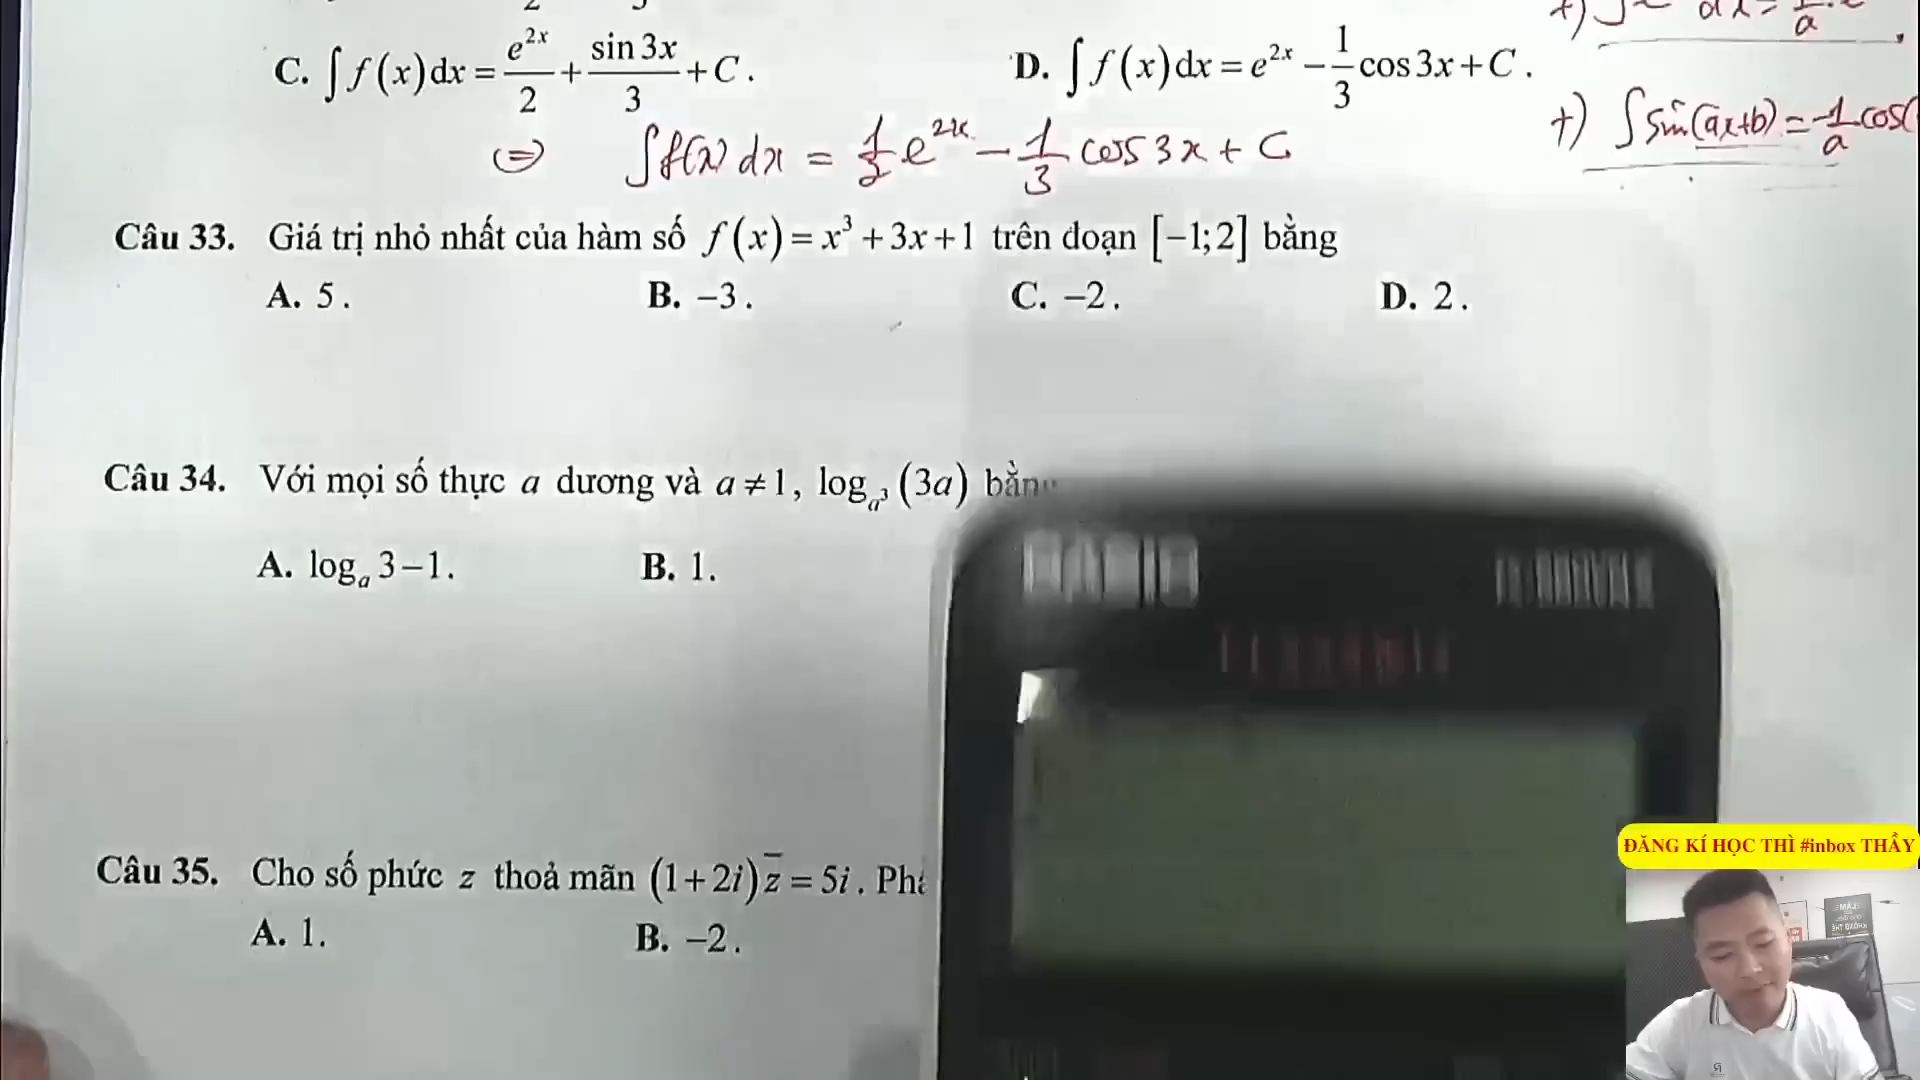 C. ∫ f(x)dx = e^{2x}/2 + sin 3x/3 + C.
D. ∫ f(x)dx = e^{2x} − 1/3 cos 3x + C.
+) ∫ sin(ax+b) = −1/a cos(
⇔ ∫ f(x) dx = 1/2 e^{2x} − 1/3 cos 3x + C
Câu 33. Giá trị nhỏ nhất của hàm số f(x) = x³ + 3x + 1 trên đoạn [−1;2] bằng
A. 5. B. −3. C. −2. D. 2.
Câu 34. Với mọi số thực a dương và a ≠ 1, log_{a³}(3a)
A. log_a 3 − 1. B. 1.
Câu 35. Cho số phức z thoả mãn (1+2i)z̅ = 5i.
A. 1. B. −2.
ĐĂNG KÍ HỌC THÌ #inbox THẦY